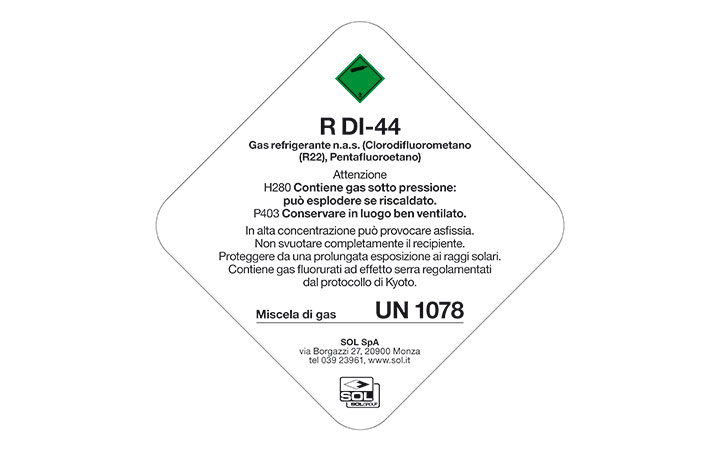 2
R DI-44
Gas refrigerante n.a.s. (Clorodifluorometano
(R22), Pentafluoroetano)
Attenzione
H280 Contiene gas sotto pressione:
può esplodere se riscaldato.
P403 Conservare in luogo ben ventilato.
In alta concentrazione può provocare asfissia.
Non svuotare completamente il recipiente.
Proteggere da una prolungata esposizione ai raggi solari.
Contiene gas fluorurati ad effetto serra regolamentati
dal protocollo di Kyoto.
Miscela di gas UN 1078
SOL SpA
via Borgazzi 27, 20900 Monza
tel 039 23961, www.sol.it
SOL
SOLGROUP